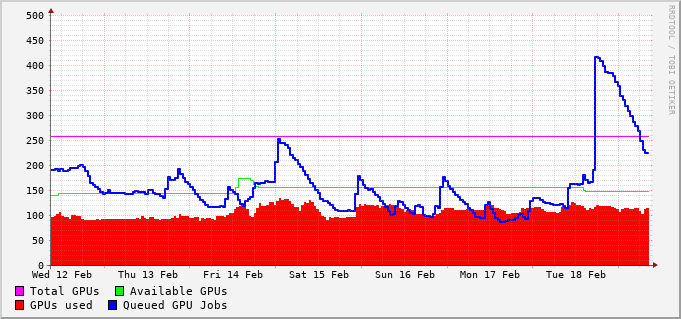 500
450
400
350
300
250
200
150
100
50
0
Wed 12 Feb Thu 13 Feb Fri 14 Feb Sat 15 Feb Sun 16 Feb Mon 17 Feb Tue 18 Feb
Total GPUs Available GPUs
GPUs used Queued GPU Jobs
RRDTOOL / TOBI OETIKER